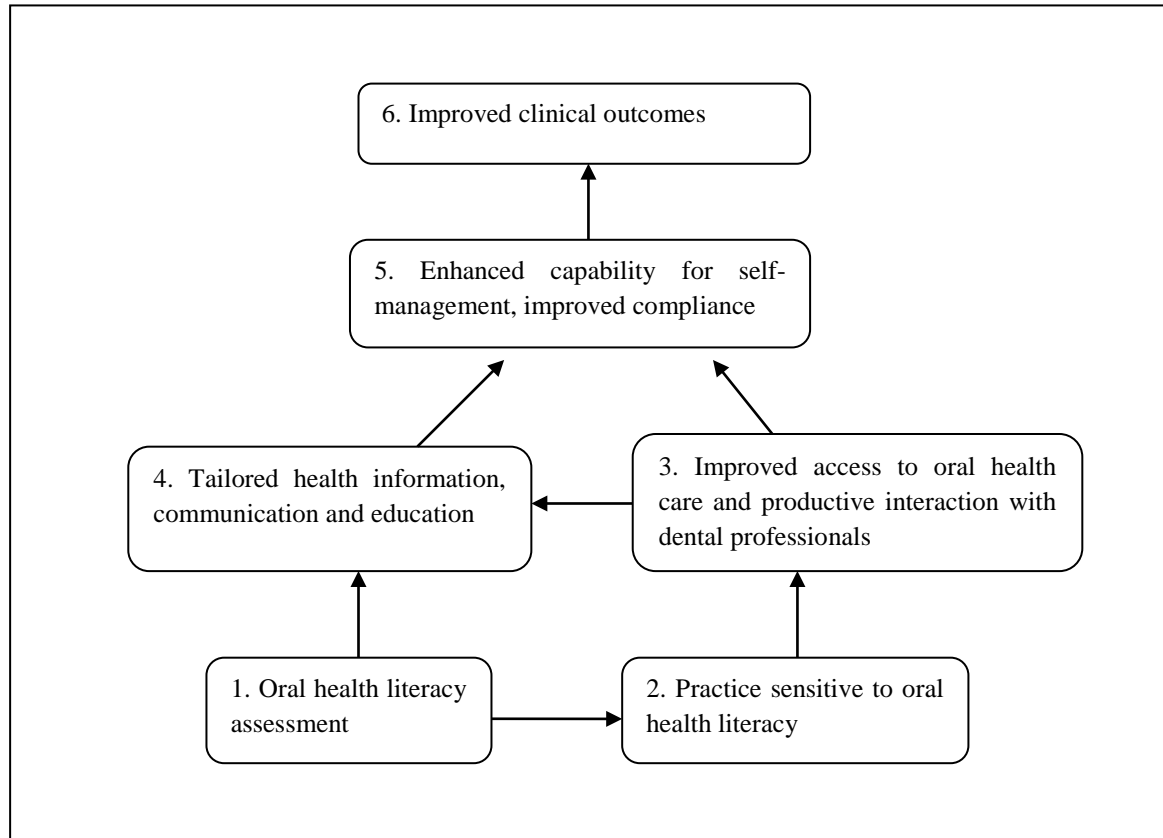 6. Improved clinical outcomes
5. Enhanced capability for self-
management, improved compliance
4. Tailored health information,
communication and education
3. Improved access to oral health
care and productive interaction with
dental professionals
1. Oral health literacy
assessment
2. Practice sensitive to oral
health literacy